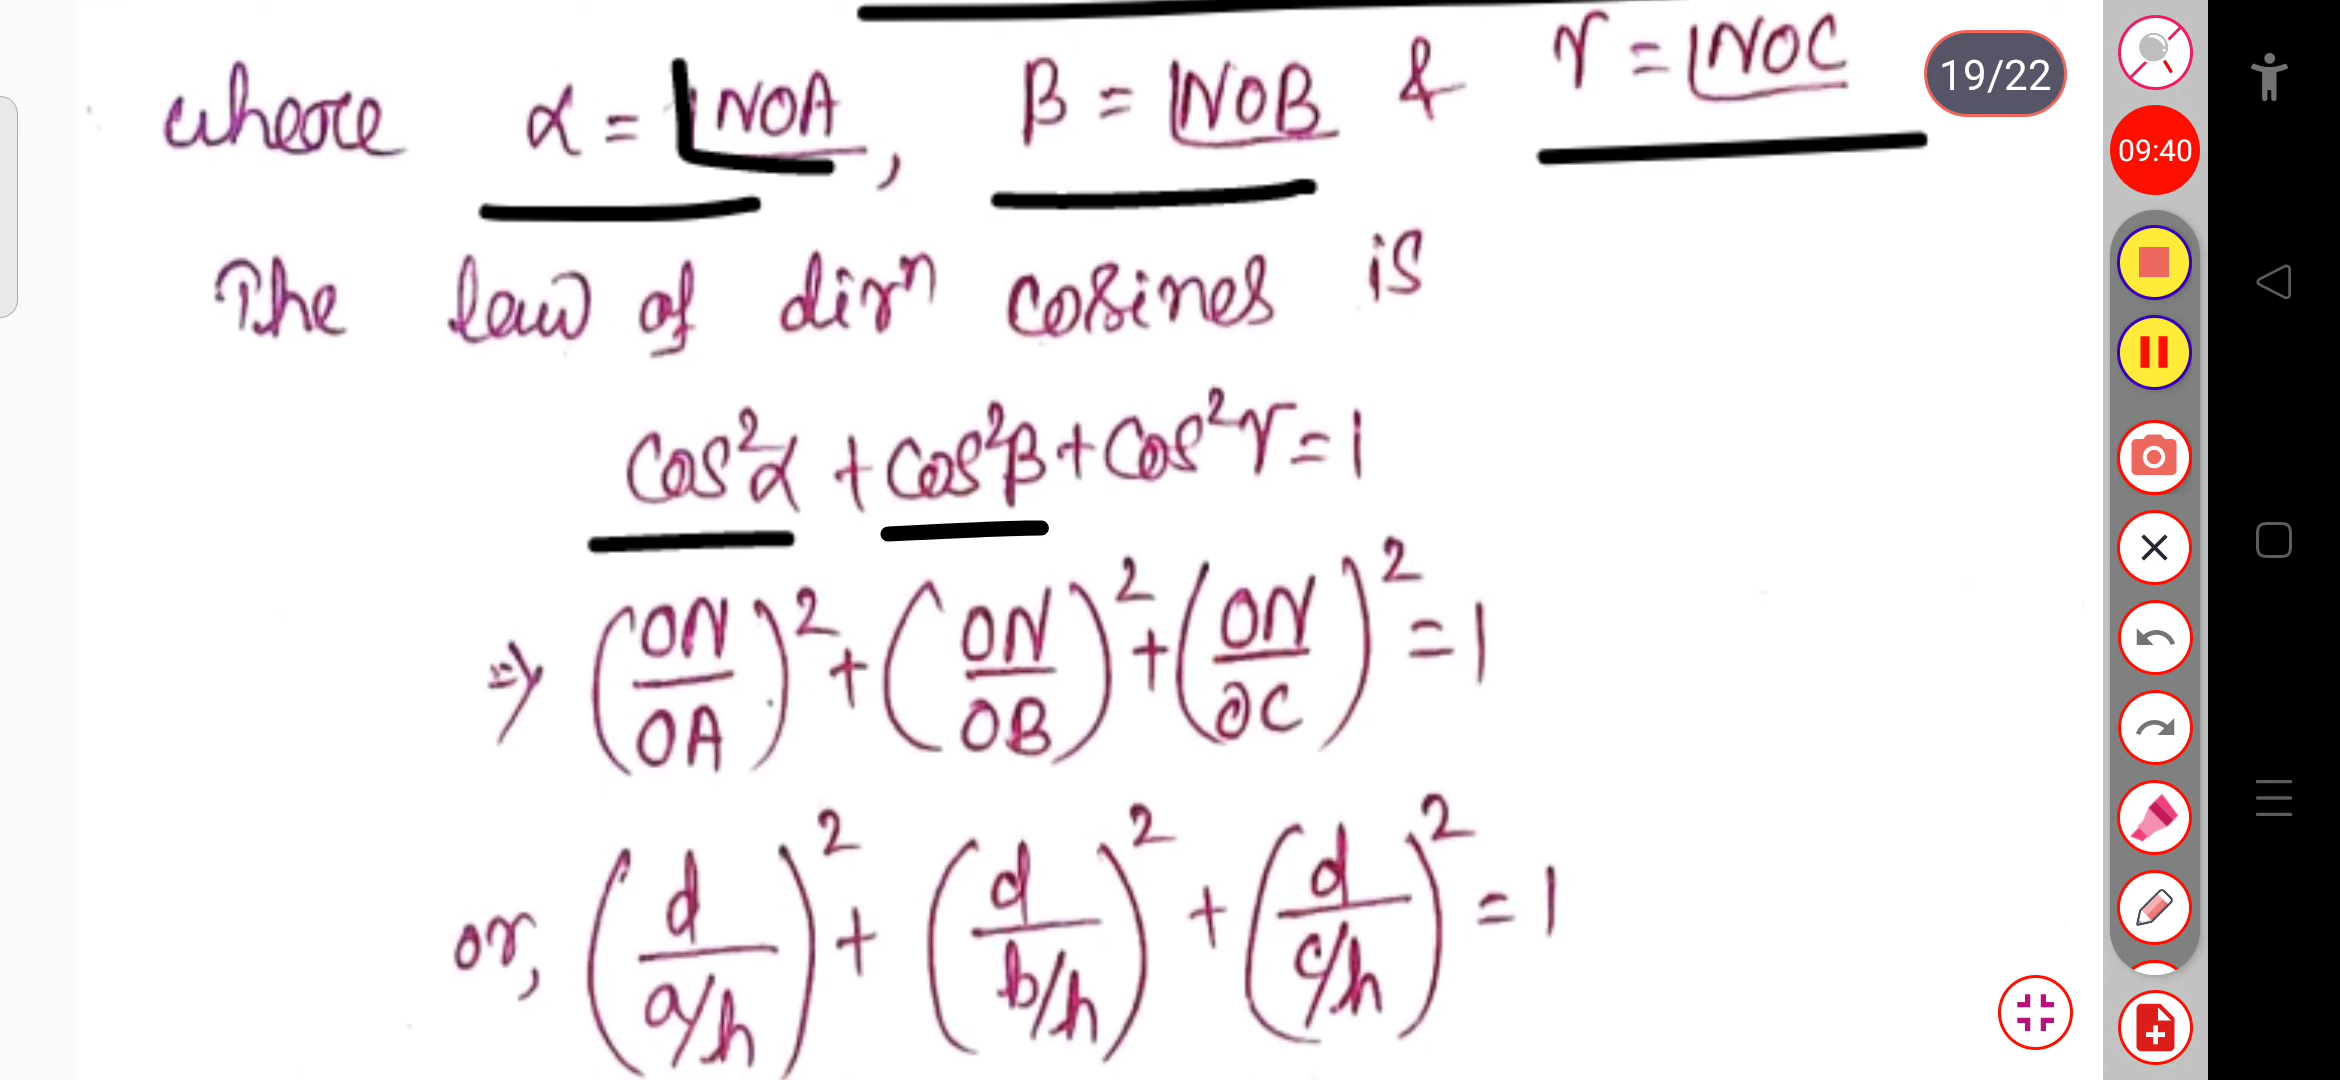 where α = ∠NOA, β = ∠NOB & γ = ∠NOC
19/22
09:40
The law of dirⁿ cosines is
Cos²α + Cos²β + Cos²γ = 1
⇒ (ON/OA)² + (ON/OB)² + (ON/OC)² = 1
or, (d/a/h)² + (d/b/h)² + (d/c/h)² = 1